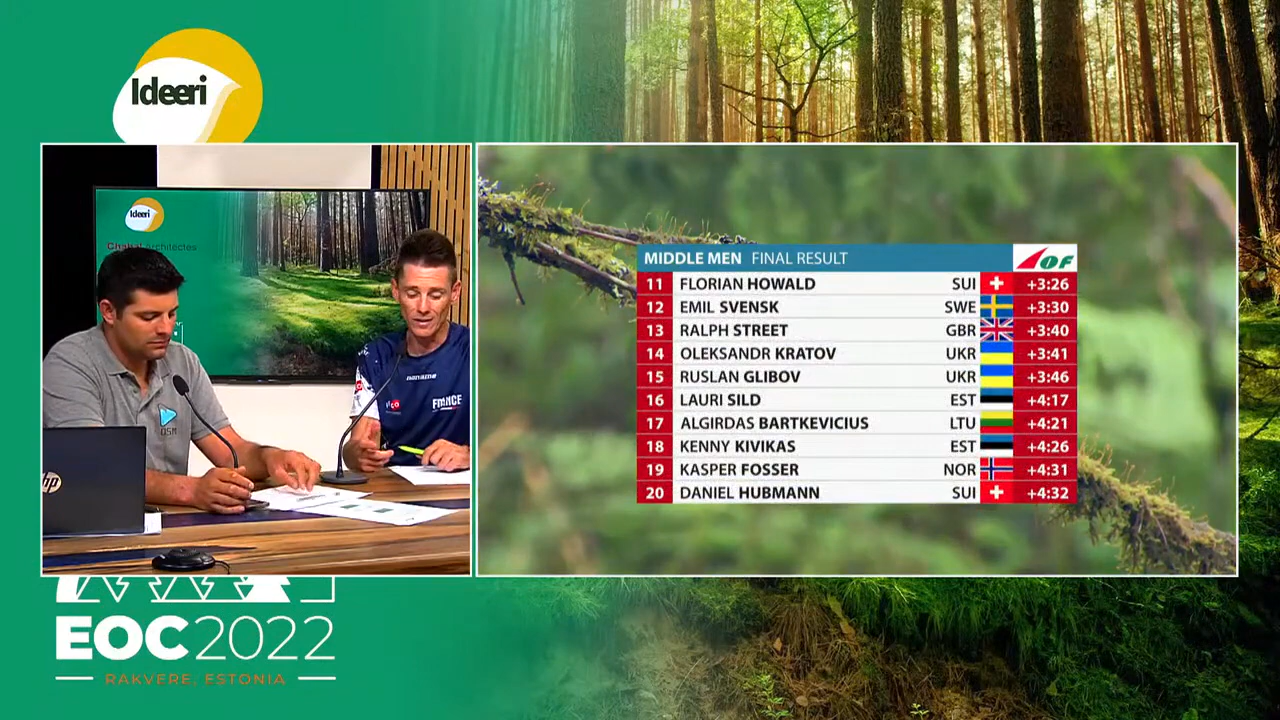 Ideeri
Ideeri
Architectes
naname
FRANCE
USM
hp
MIDDLE MEN FINAL RESULT
IOF
11 FLORIAN HOWALD SUI +3:26
12 EMIL SVENSK SWE +3:30
13 RALPH STREET GBR +3:40
14 OLEKSANDR KRATOV UKR +3:41
15 RUSLAN GLIBOV UKR +3:46
16 LAURI SILD EST +4:17
17 ALGIRDAS BARTKEVICIUS LTU +4:21
18 KENNY KIVIKAS EST +4:26
19 KASPER FOSSER NOR +4:31
20 DANIEL HUBMANN SUI +4:32
EOC2022
RAKVERE, ESTONIA